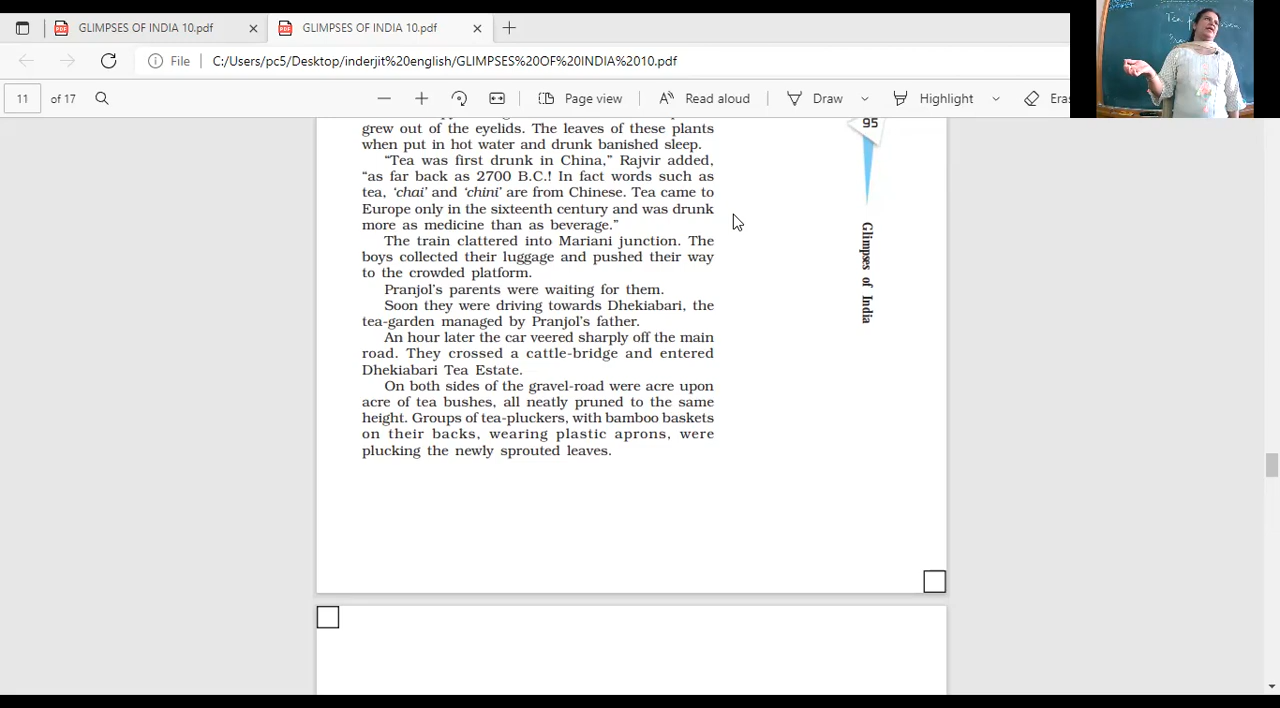 GLIMPSES OF INDIA 10.pdf
GLIMPSES OF INDIA 10.pdf
File C:/Users/pc5/Desktop/inderjit%20english/GLIMPSES%20OF%20INDIA%2010.pdf
11 of 17
Page view
Read aloud
Draw
Highlight
Eras
95
grew out of the eyelids. The leaves of these plants
when put in hot water and drunk banished sleep.
“Tea was first drunk in China,” Rajvir added,
“as far back as 2700 B.C.! In fact words such as
tea, ‘chai’ and ‘chini’ are from Chinese. Tea came to
Europe only in the sixteenth century and was drunk
more as medicine than as beverage.”
The train clattered into Mariani junction. The
boys collected their luggage and pushed their way
to the crowded platform.
Pranjol’s parents were waiting for them.
Soon they were driving towards Dhekiabari, the
tea-garden managed by Pranjol’s father.
An hour later the car veered sharply off the main
road. They crossed a cattle-bridge and entered
Dhekiabari Tea Estate.
On both sides of the gravel-road were acre upon
acre of tea bushes, all neatly pruned to the same
height. Groups of tea-pluckers, with bamboo baskets
on their backs, wearing plastic aprons, were
plucking the newly sprouted leaves.
Glimpses of India
Tea